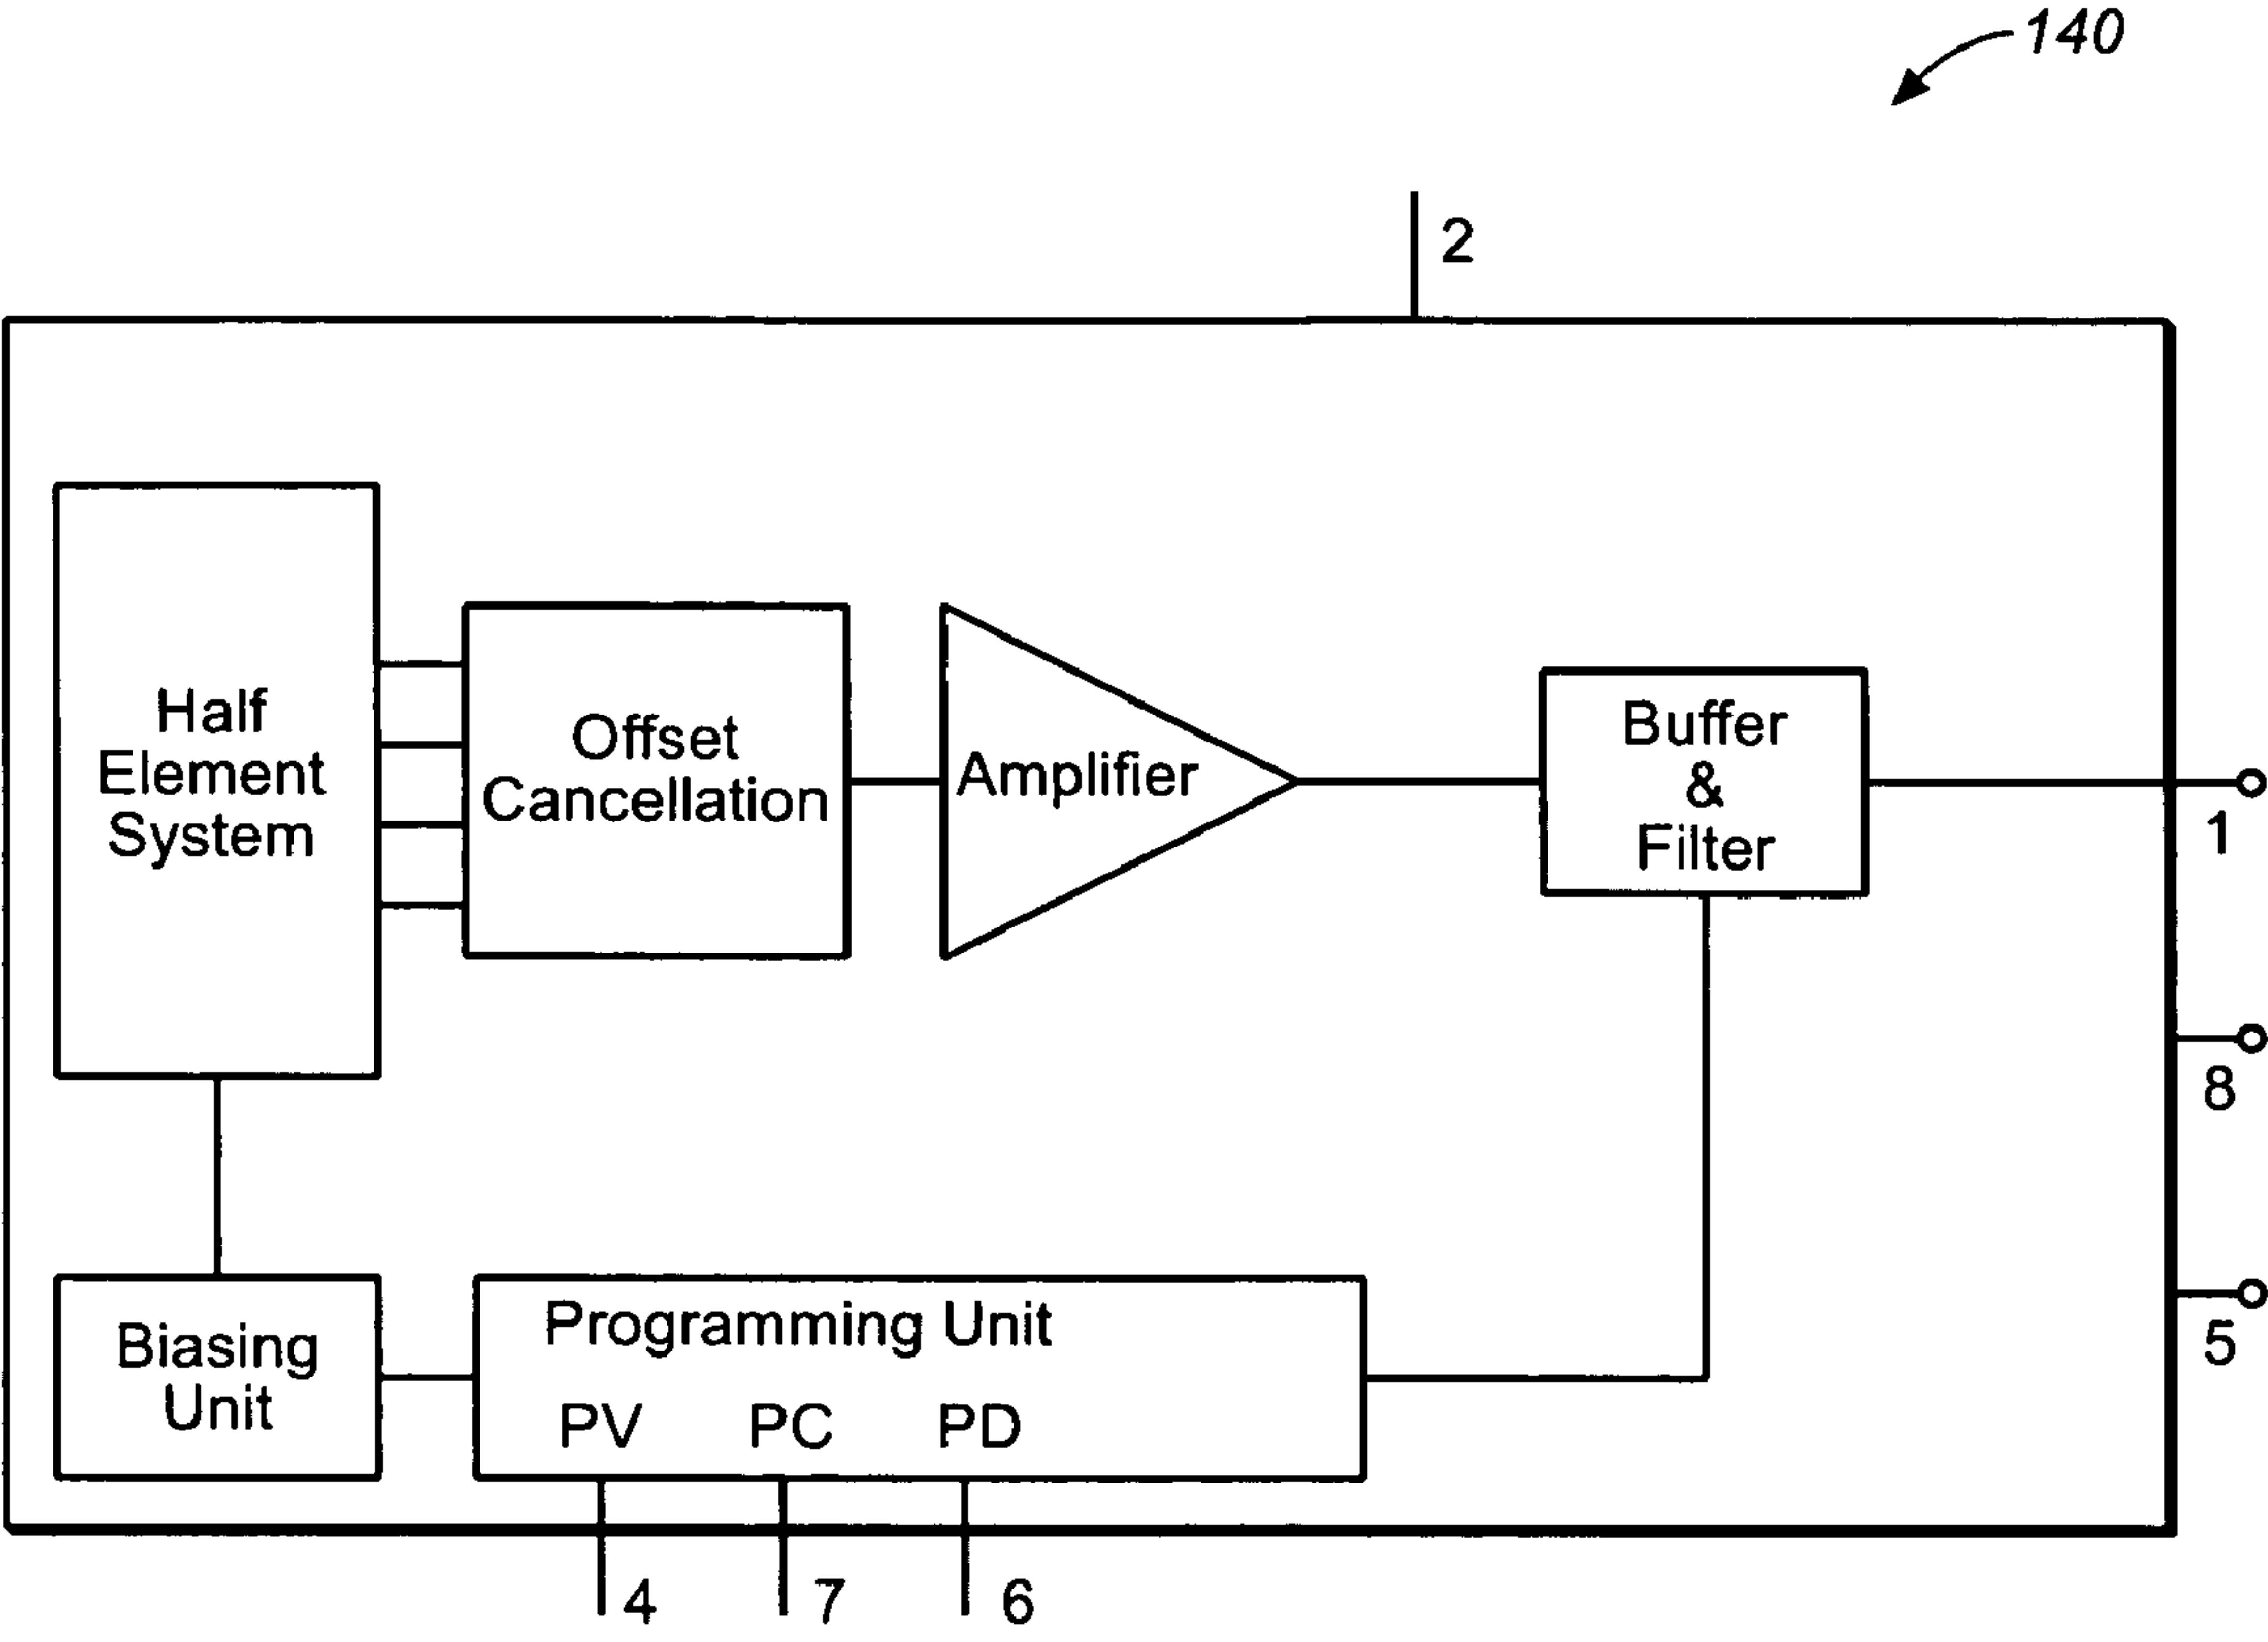 140
2
Half
Element
System
Offset
Cancellation
Amplifier
Buffer
&
Filter
1
8
5
Biasing
Unit
Programming Unit
PV PC PD
4 7 6